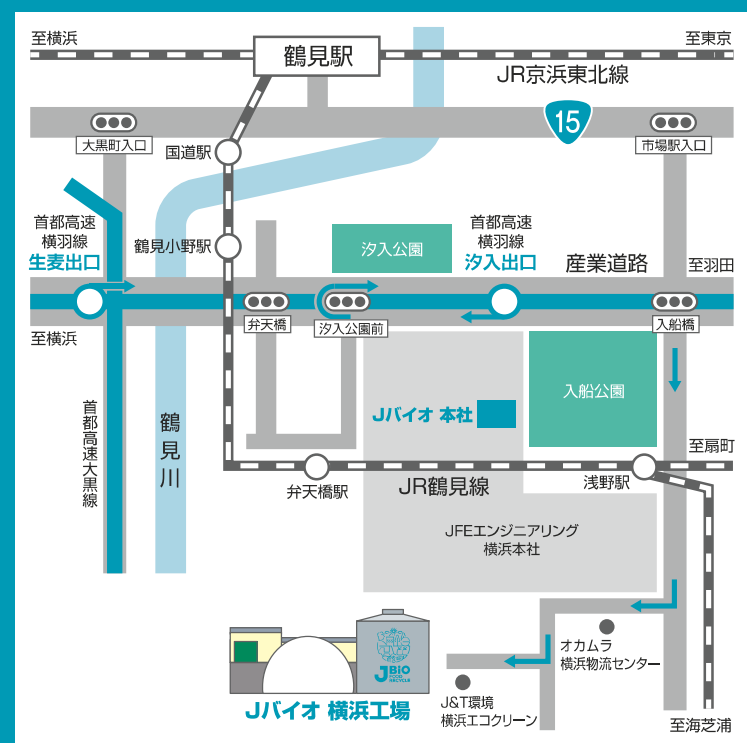 至横浜
鶴見駅
至東京
JR京浜東北線
15
大黒町入口
国道駅
市場駅入口
首都高速
横羽線
生麦出口
鶴見小野駅
汐入公園
首都高速
横羽線
汐入出口
産業道路
至羽田
至横浜
弁天橋
汐入公園前
入船橋
首都高速大黒線
鶴見川
Jバイオ 本社
入船公園
至扇町
弁天橋駅
JR鶴見線
浅野駅
JFEエンジニアリング
横浜本社
オカムラ
横浜物流センター
JBiO
FOOD
RECYCLE
J&T環境
横浜エコクリーン
Jバイオ 横浜工場
至海芝浦